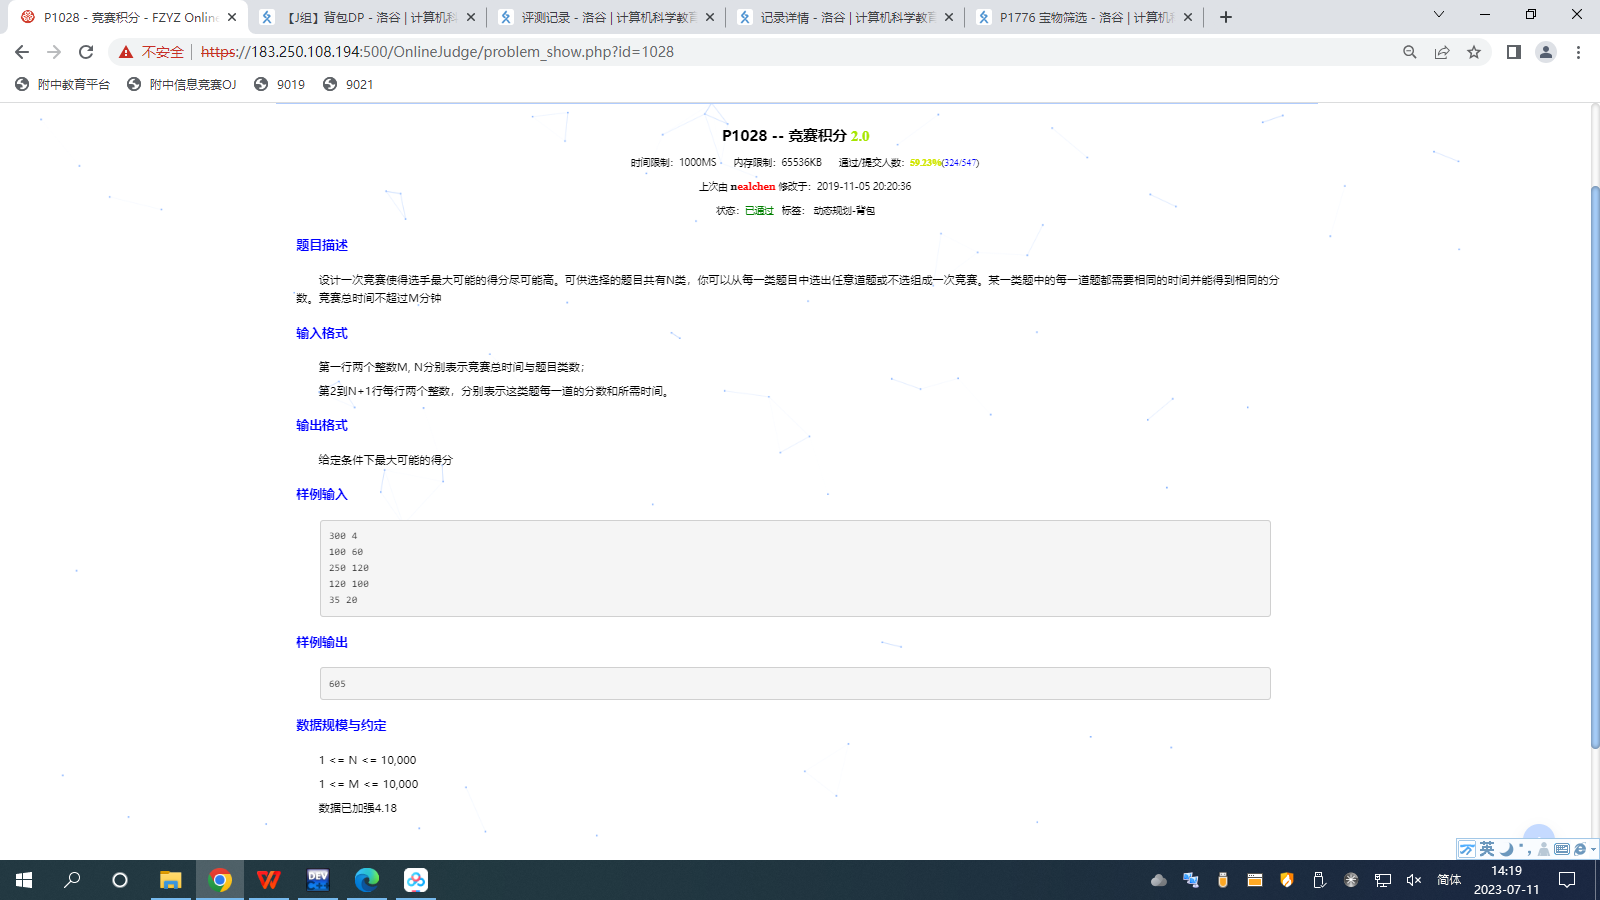 P1028 - 竞赛积分 - FZYZ Online
【J组】背包DP - 洛谷 | 计算机科
评测记录 - 洛谷 | 计算机科学教育
记录详情 - 洛谷 | 计算机科学教育
P1776 宝物筛选 - 洛谷 | 计算机科
不安全
https://183.250.108.194:500/OnlineJudge/problem_show.php?id=1028
附中教育平台
附中信息竞赛OJ
9019
9021
P1028 -- 竞赛积分 2.0
时间限制：1000MS 内存限制：65536KB 通过/提交人数：59.23%(324/547)
上次由 nealchen 修改于：2019-11-05 20:20:36
状态：已通过 标签： 动态规划-背包
题目描述
设计一次竞赛使得选手最大可能的得分尽可能高。可供选择的题目共有N类，你可以从每一类题目中选出任意道题或不选组成一次竞赛。某一类题中的每一道题都需要相同的时间并能得到相同的分
数。竞赛总时间不超过M分钟
输入格式
第一行两个整数M, N分别表示竞赛总时间与题目类数；
第2到N+1行每行两个整数，分别表示这类题每一道的分数和所需时间。
输出格式
给定条件下最大可能的得分
样例输入
300 4
100 60
250 120
120 100
35 20
样例输出
605
数据规模与约定
1 <= N <= 10,000
1 <= M <= 10,000
数据已加强4.18
英
DEV
简体
14:19
2023-07-11